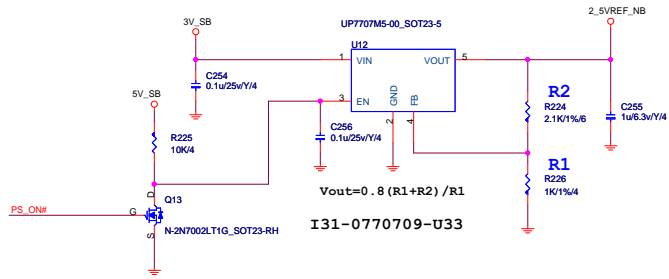 2_5VREF_NB
UP7707M5-00_SOT23-5
3V_SB
U12
1
VIN
VOUT
5
C254
0.1u/25v/Y/4
R2
R224
2.1K/1%/6
5V_SB
3
EN
GND
FB
2
4
C255
1u/6.3v/Y/4
C256
0.1u/25v/Y/4
R225
10K/4
R1
R226
1K/1%/4
Vout=0.8(R1+R2)/R1
D
Q13
PS_ON#
G
I31-0770709-U33
S
N-2N7002LT1G_SOT23-RH